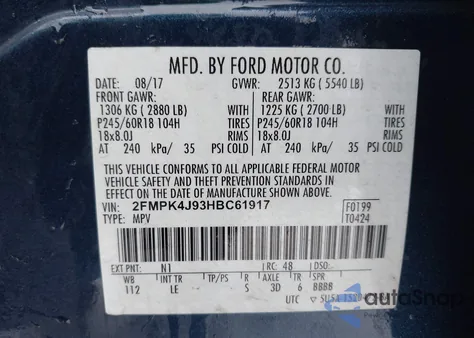 MFD. BY FORD MOTOR CO.
DATE: 08/17 GVWR: 2513 KG ( 5540 LB)
FRONT GAWR: REAR GAWR:
1306 KG ( 2880 LB) WITH 1225 KG ( 2700 LB) WITH
P245/60R18 104H TIRES P245/60R18 104H TIRES
18x8.0J RIMS 18x8.0J RIMS
AT 240 kPa/ 35 PSI COLD AT 240 kPa/ 35 PSI COLD
THIS VEHICLE CONFORMS TO ALL APPLICABLE FEDERAL MOTOR
VEHICLE SAFETY AND THEFT PREVENTION STANDARDS IN
EFFECT ON THE DATE OF MANUFACTURE SHOWN ABOVE.
VIN: 2FMPK4J93HBC61917 F0199
TYPE: MPV T0424
EXT PNT: N1 RC: 48 DSO:
WB INT TR TP/PS R AXLE TR SPR
112 LE S 3D 6 BBBB
UTC
autoSnap